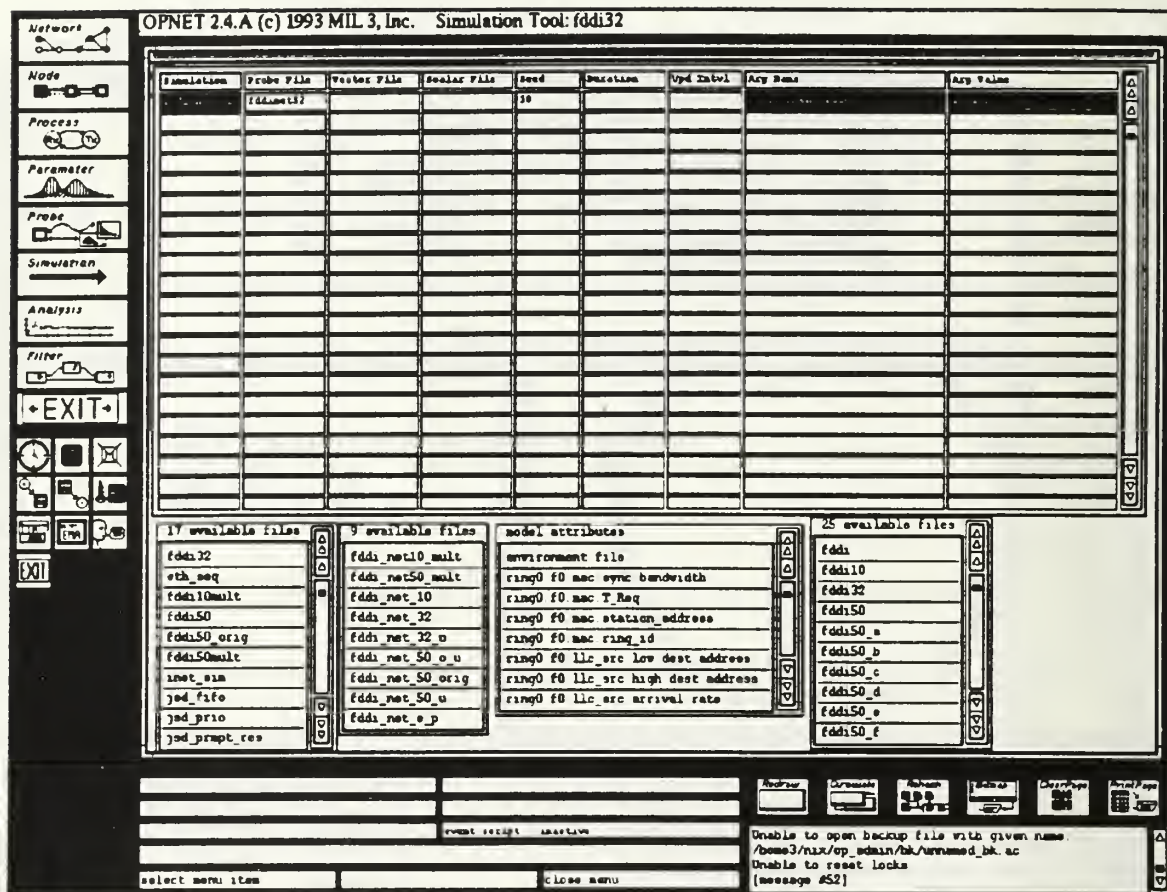 OPNET 2.4.A (c) 1993 MIL 3, Inc. Simulation Tool: fddi32
Network
Node
Process
Rx Tx
Parameter
Probe
Simulation
Analysis
Filter
EXIT
EMA
EXIT
Simulation Probe File Vector File Scalar File Seed Duration Upd Intvl Arg Name Arg Value
17 available files
fddi32
eth_seq
fddi10mult
fddi50
fddi50_orig
fddi50mult
inet_sim
jsd_fifo
jsd_prio
jsd_prmpt_res
9 available files
fddi_net10_mult
fddi_net50_mult
fddi_net_10
fddi_net_32
fddi_net_32_u
fddi_net_50_o_u
fddi_net_50_orig
fddi_net_50_u
fddi_net_e_p
model attributes
environment file
ring0 f0 mac sync bandwidth
ring0 f0.mac.T_Req
ring0 f0.mac.station_address
ring0 f0.mac ring_id
ring0 f0 llc_src low dest address
ring0 f0 llc_src high dest address
ring0 f0 llc_src arrival rate
25 available files
fddi
fddi10
fddi32
fddi50
fddi50_a
fddi50_b
fddi50_c
fddi50_d
fddi50_e
fddi50_f
event script inactive
select menu item
close menu
Redraw
Refresh
ClearPage
PrintPage
Unable to open backup file with given name.
/home3/nix/op_admin/bk/unnamed_bk.ac
Unable to reset locks
[message #52]